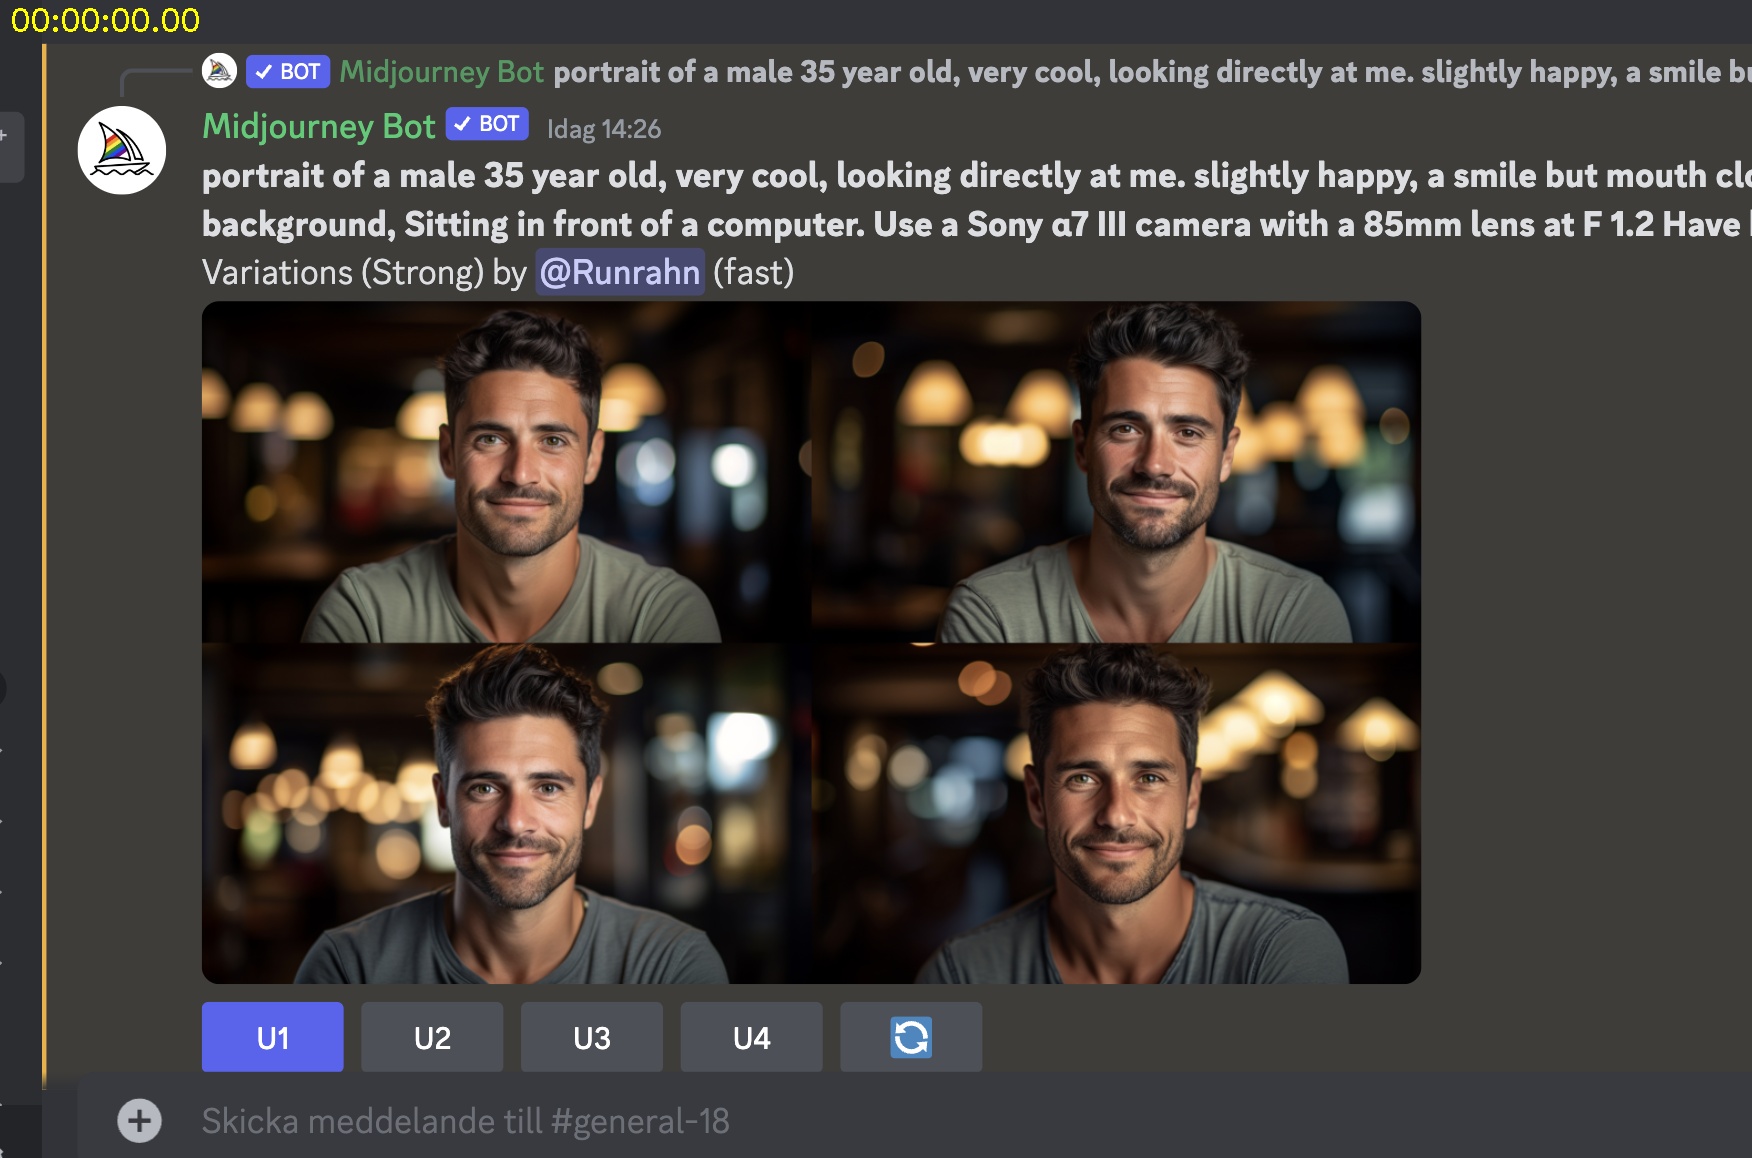 00:00:00.00
BOT Midjourney Bot portrait of a male 35 year old, very cool, looking directly at me. slightly happy, a smile
Midjourney Bot BOT Idag 14:26
portrait of a male 35 year old, very cool, looking directly at me. slightly happy, a smile but mouth
background, Sitting in front of a computer. Use a Sony α7 III camera with a 85mm lens at F 1.2 Have
Variations (Strong) by @Runrahn (fast)
U1 U2 U3 U4
Skicka meddelande till #general-18